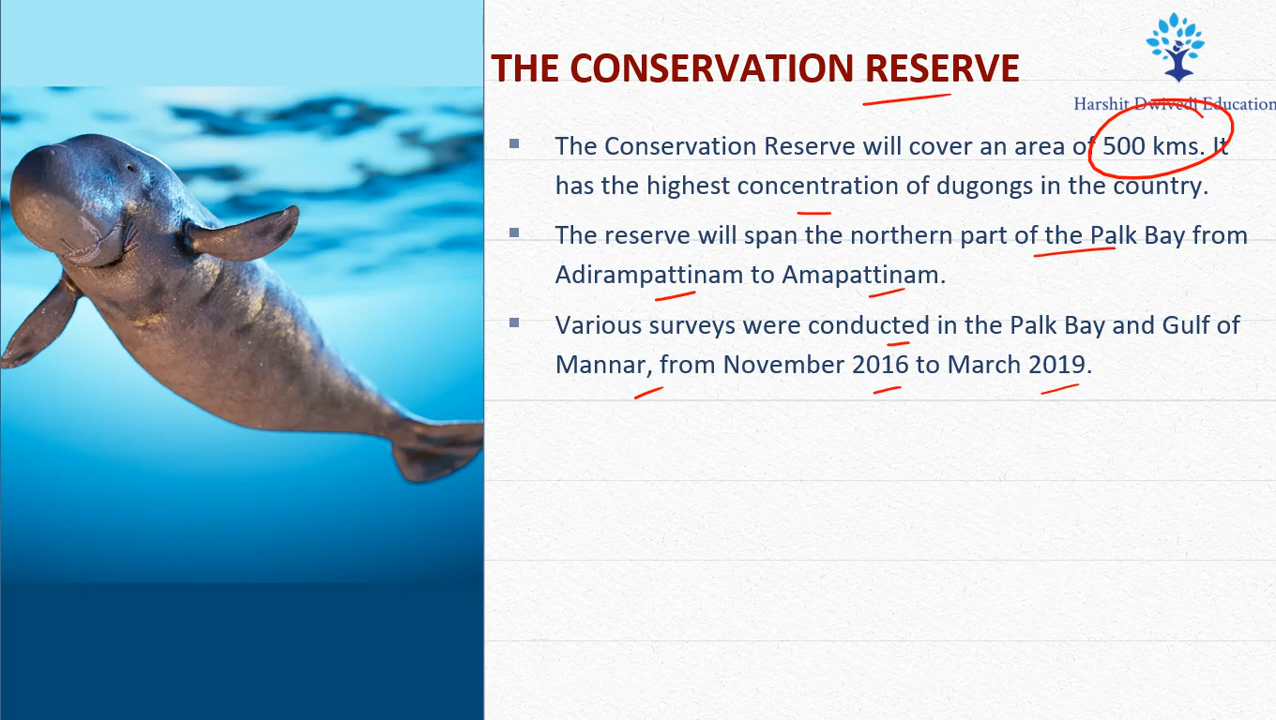 THE CONSERVATION RESERVE
Harshit Dwivedi Education
▪ The Conservation Reserve will cover an area of 500 kms. It
has the highest concentration of dugongs in the country.
▪ The reserve will span the northern part of the Palk Bay from
Adirampattinam to Amapattinam.
▪ Various surveys were conducted in the Palk Bay and Gulf of
Mannar, from November 2016 to March 2019.